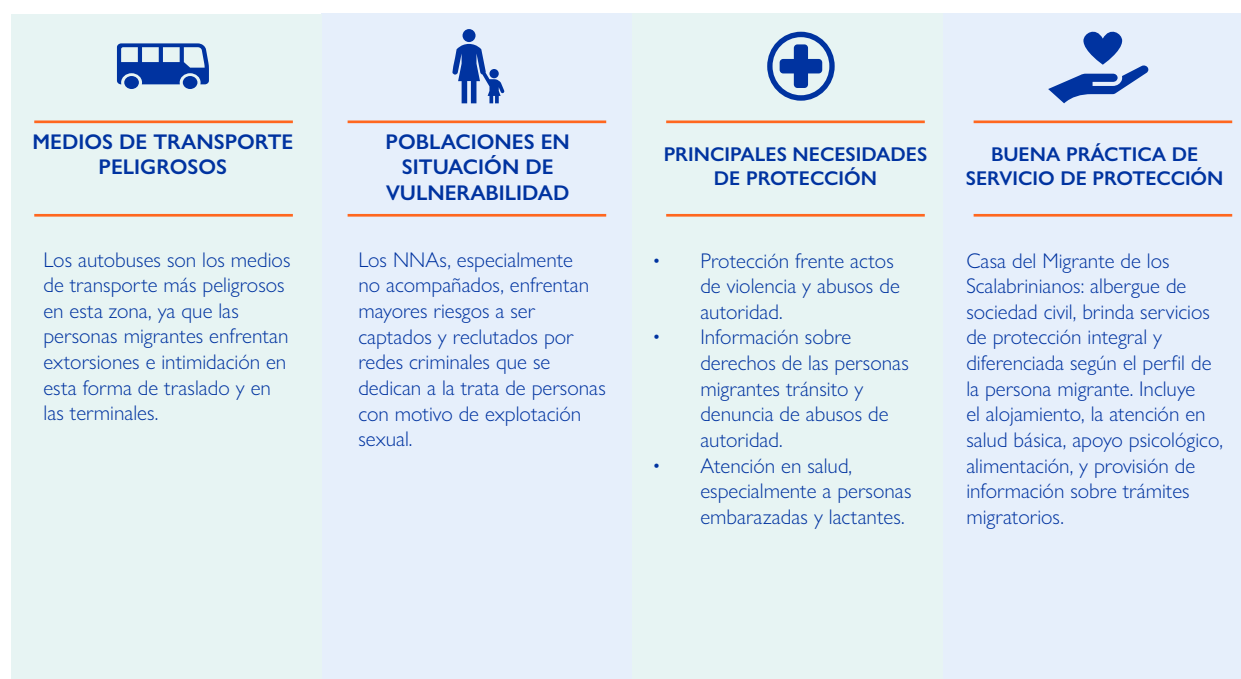 MEDIOS DE TRANSPORTE
PELIGROSOS
Los autobuses son los medios
de transporte más peligrosos
en esta zona, ya que las
personas migrantes enfrentan
extorsiones e intimidación en
esta forma de traslado y en
las terminales.
POBLACIONES EN
SITUACIÓN DE
VULNERABILIDAD
Los NNAs, especialmente
no acompañados, enfrentan
mayores riesgos a ser
captados y reclutados por
redes criminales que se
dedican a la trata de personas
con motivo de explotación
sexual.
PRINCIPALES NECESIDADES
DE PROTECCIÓN
• Protección frente actos
de violencia y abusos de
autoridad.
• Información sobre
derechos de las personas
migrantes tránsito y
denuncia de abusos de
autoridad.
• Atención en salud,
especialmente a personas
embarazadas y lactantes.
BUENA PRÁCTICA DE
SERVICIO DE PROTECCIÓN
Casa del Migrante de los
Scalabrinianos: albergue de
sociedad civil, brinda servicios
de protección integral y
diferenciada según el perfil de
la persona migrante. Incluye
el alojamiento, la atención en
salud básica, apoyo psicológico,
alimentación, y provisión de
información sobre trámites
migratorios.